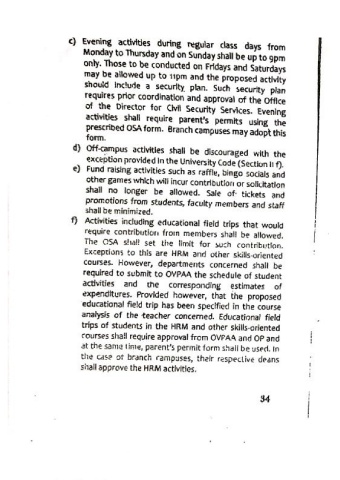 c) Evening activities during regular class days from
Monday to Thursday and on Sunday shall be up to 9pm
only. Those to be conducted on Fridays and Saturdays
may be allowed up to 11pm and the proposed activity
should include a security plan. Such security plan
requires prior coordination and approval of the Office
of the Director for Civil Security Services. Evening
activities shall require parent's permits using the
prescribed OSA form. Branch campuses may adopt this
form.
d) Off-campus activities shall be discouraged with the
exception provided in the University Code (Section II f).
e) Fund raising activities such as raffle, bingo socials and
other games which will incur contribution or solicitation
shall no longer be allowed. Sale of tickets and
promotions from students, faculty members and staff
shall be minimized.
f) Activities including educational field trips that would
require contribution from members shall be allowed.
The OSA shall set the limit for such contribution.
Exceptions to this are HRM and other skills-oriented
courses. However, departments concerned shall be
required to submit to OVPAA the schedule of student
activities and the corresponding estimates of
expenditures. Provided however, that the proposed
educational field trip has been specified in the course
analysis of the teacher concerned. Educational field
trips of students in the HRM and other skills-oriented
courses shall require approval from OVPAA and OP and
at the same time, parent's permit form shall be used. In
the case of branch campuses, their respective deans
shall approve the HRM activities.
34